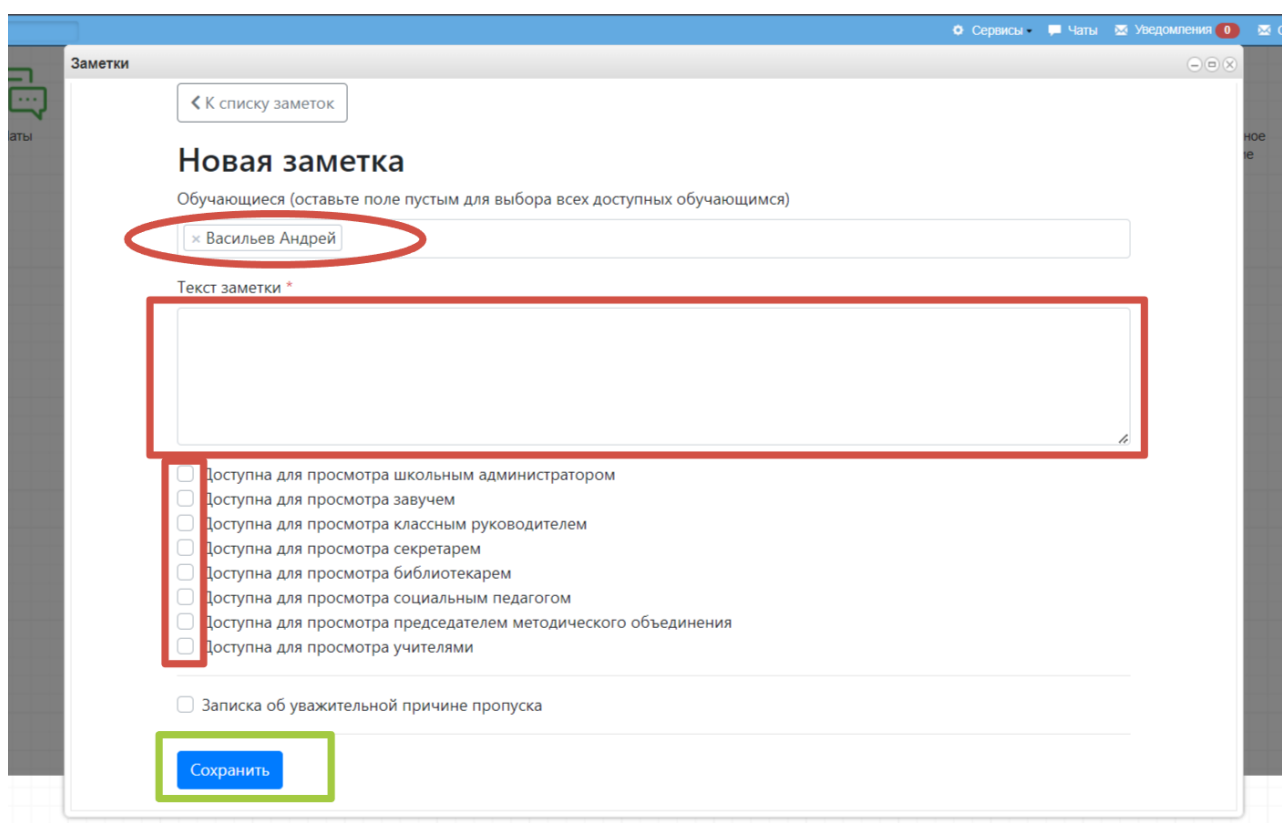 Сервисы Чаты Уведомления 0
Заметки
К списку заметок
Новая заметка
Обучающиеся (оставьте поле пустым для выбора всех доступных обучающимся)
× Васильев Андрей
Текст заметки *
Доступна для просмотра школьным администратором
Доступна для просмотра завучем
Доступна для просмотра классным руководителем
Доступна для просмотра секретарем
Доступна для просмотра библиотекарем
Доступна для просмотра социальным педагогом
Доступна для просмотра председателем методического объединения
Доступна для просмотра учителями
Записка об уважительной причине пропуска
Сохранить